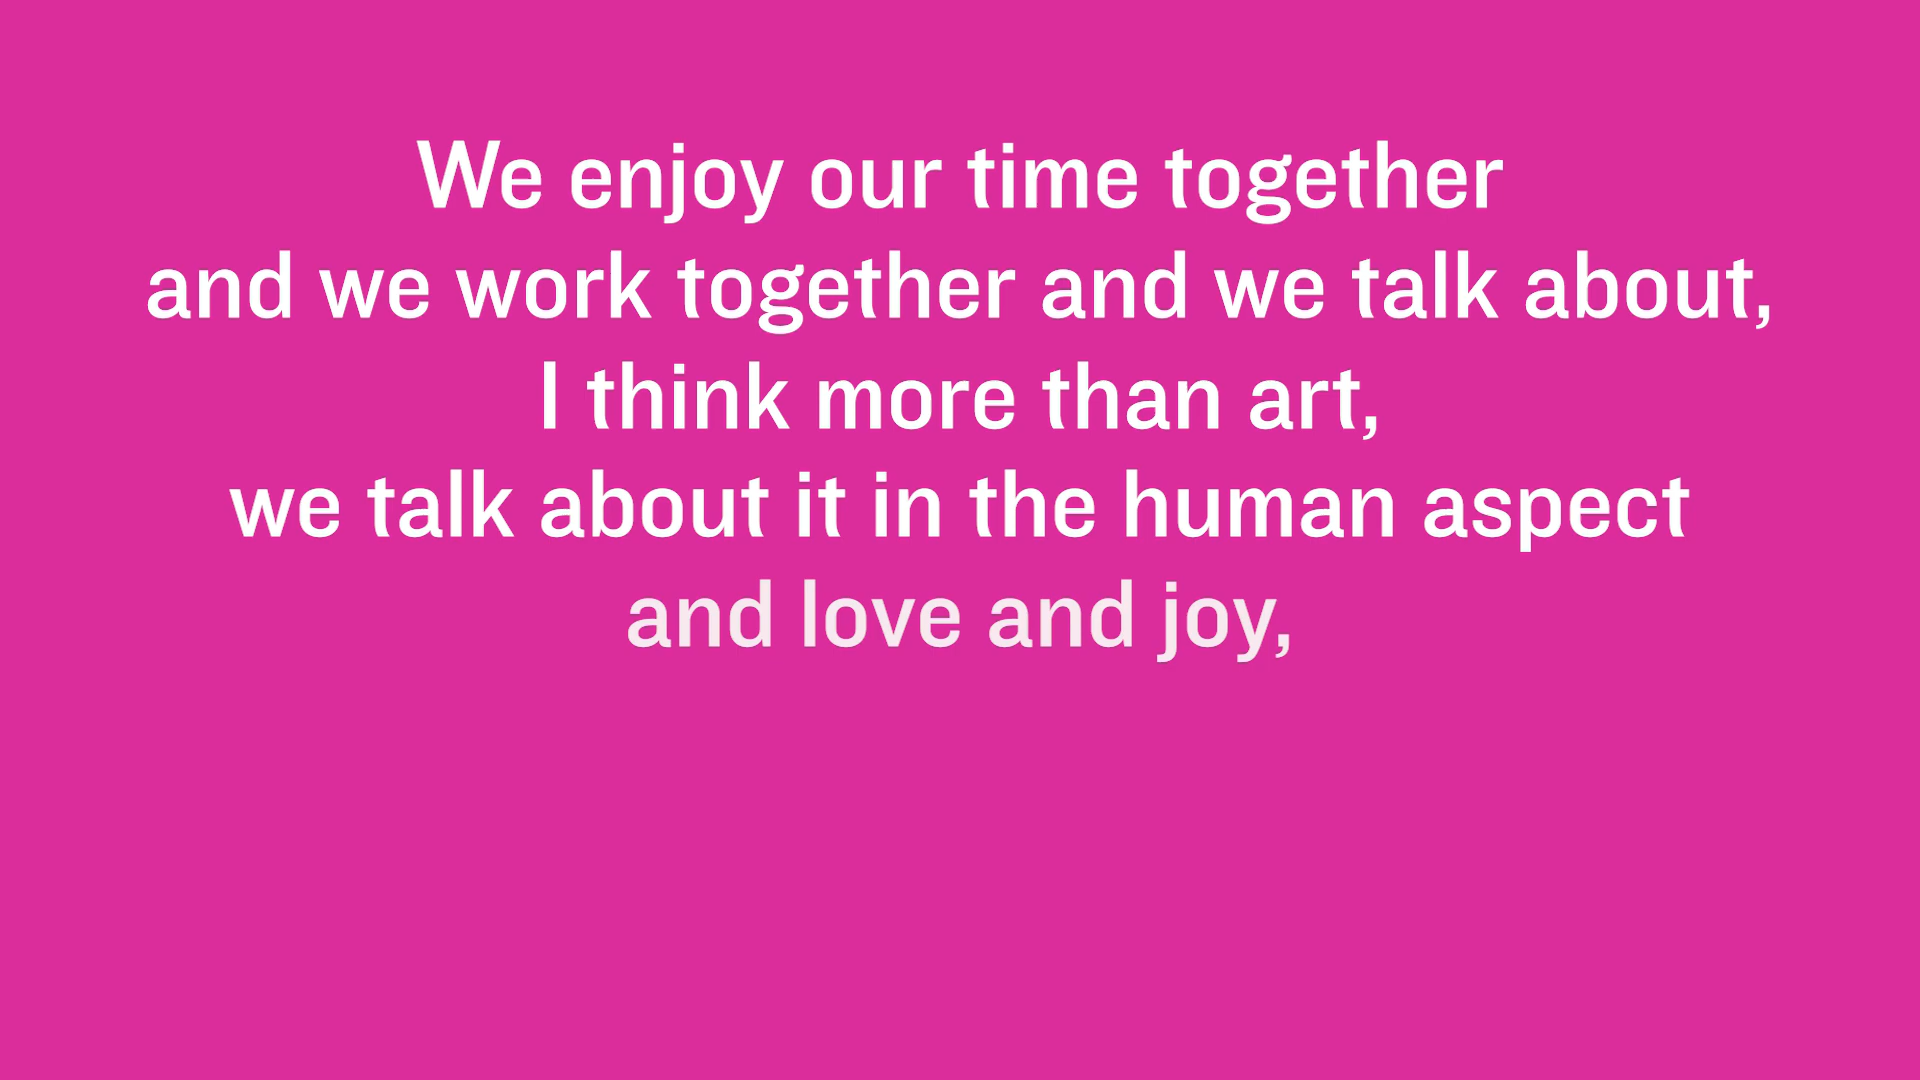 We enjoy our time together
and we work together and we talk about,
I think more than art,
we talk about it in the human aspect
and love and joy,